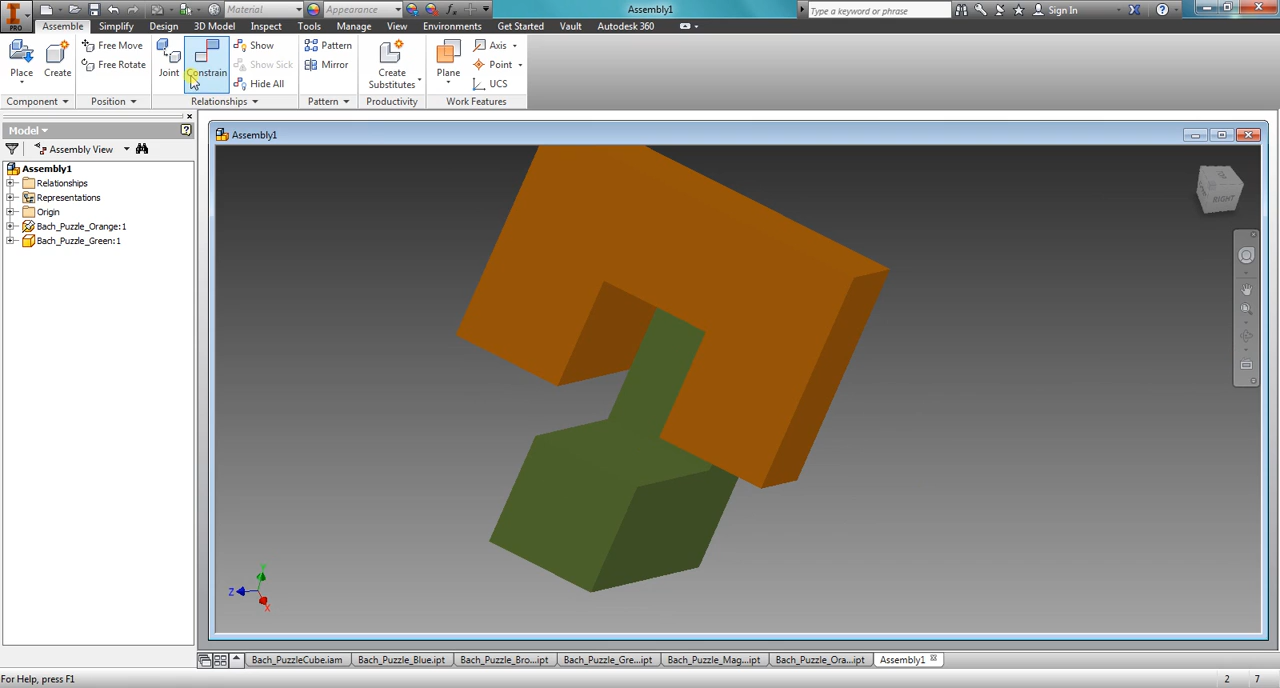 Material
Appearance
Assembly1
Type a keyword or phrase
Sign In
PRO
Assemble
Simplify
Design
3D Model
Inspect
Tools
Manage
View
Environments
Get Started
Vault
Autodesk 360
Place
Create
Free Move
Free Rotate
Joint
Constrain
Show
Show Sick
Hide All
Pattern
Mirror
Create
Substitutes
Plane
Axis
Point
UCS
Component
Position
Relationships
Pattern
Productivity
Work Features
Model
Assembly View
Assembly1
Relationships
Representations
Origin
Bach_Puzzle_Orange:1
Bach_Puzzle_Green:1
Assembly1
RIGHT
Y
Z
X
Bach_PuzzleCube.iam
Bach_Puzzle_Blue.ipt
Bach_Puzzle_Bro...ipt
Bach_Puzzle_Gre...ipt
Bach_Puzzle_Mag...ipt
Bach_Puzzle_Ora...ipt
Assembly1
For Help, press F1
2
7